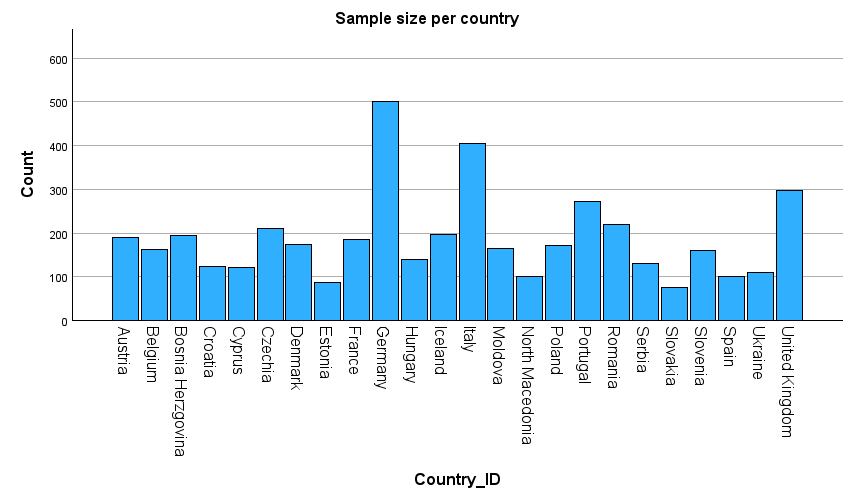 Sample size per country
Count
600
500
400
300
200
100
0
Austria
Belgium
Bosnia Herzgovina
Croatia
Cyprus
Czechia
Denmark
Estonia
France
Germany
Hungary
Iceland
Italy
Moldova
North Macedonia
Poland
Portugal
Romania
Serbia
Slovakia
Slovenia
Spain
Ukraine
United Kingdom
Country_ID